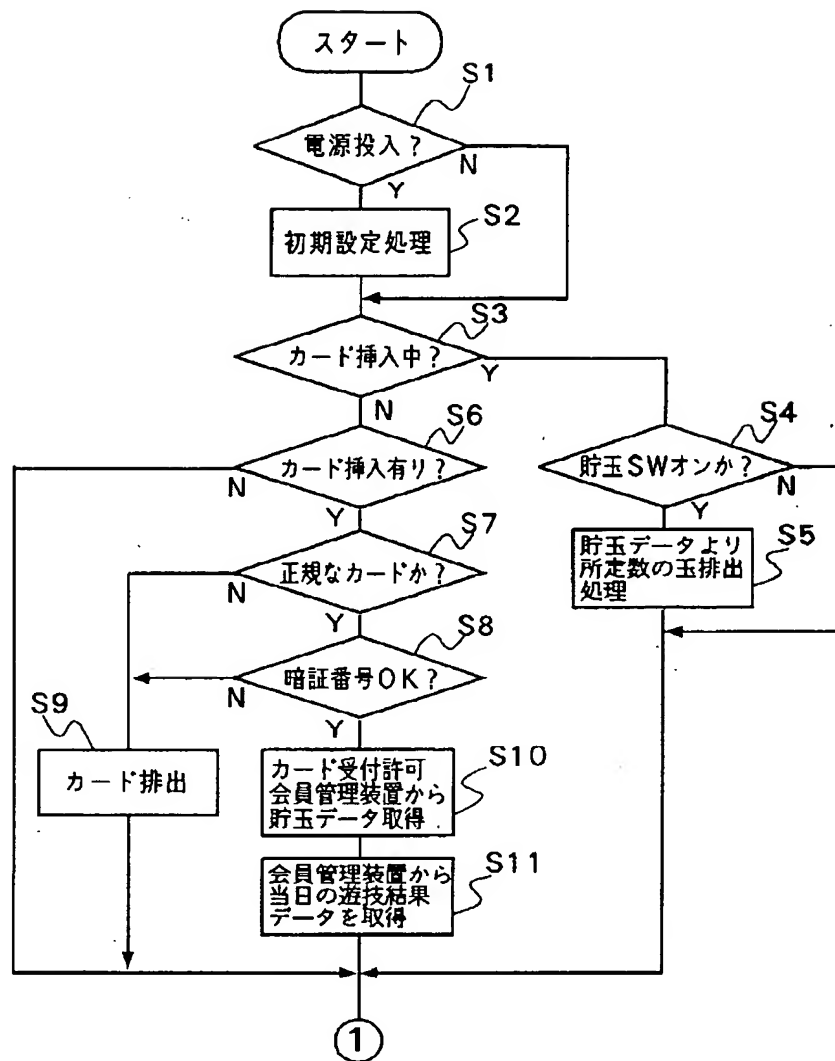 スタート
S1
電源投入?
N
Y
S2
初期設定処理
S3
カード挿入中?
Y
N
S6
カード挿入有り?
N
Y
S4
貯玉SWオンか?
N
Y
S5
貯玉データより
所定数の玉排出
処理
S7
正規なカードか?
N
Y
S8
暗証番号OK?
N
Y
S9
カード排出
S10
カード受付許可
会員管理装置から
貯玉データ取得
S11
会員管理装置から
当日の遊技結果
データを取得
1